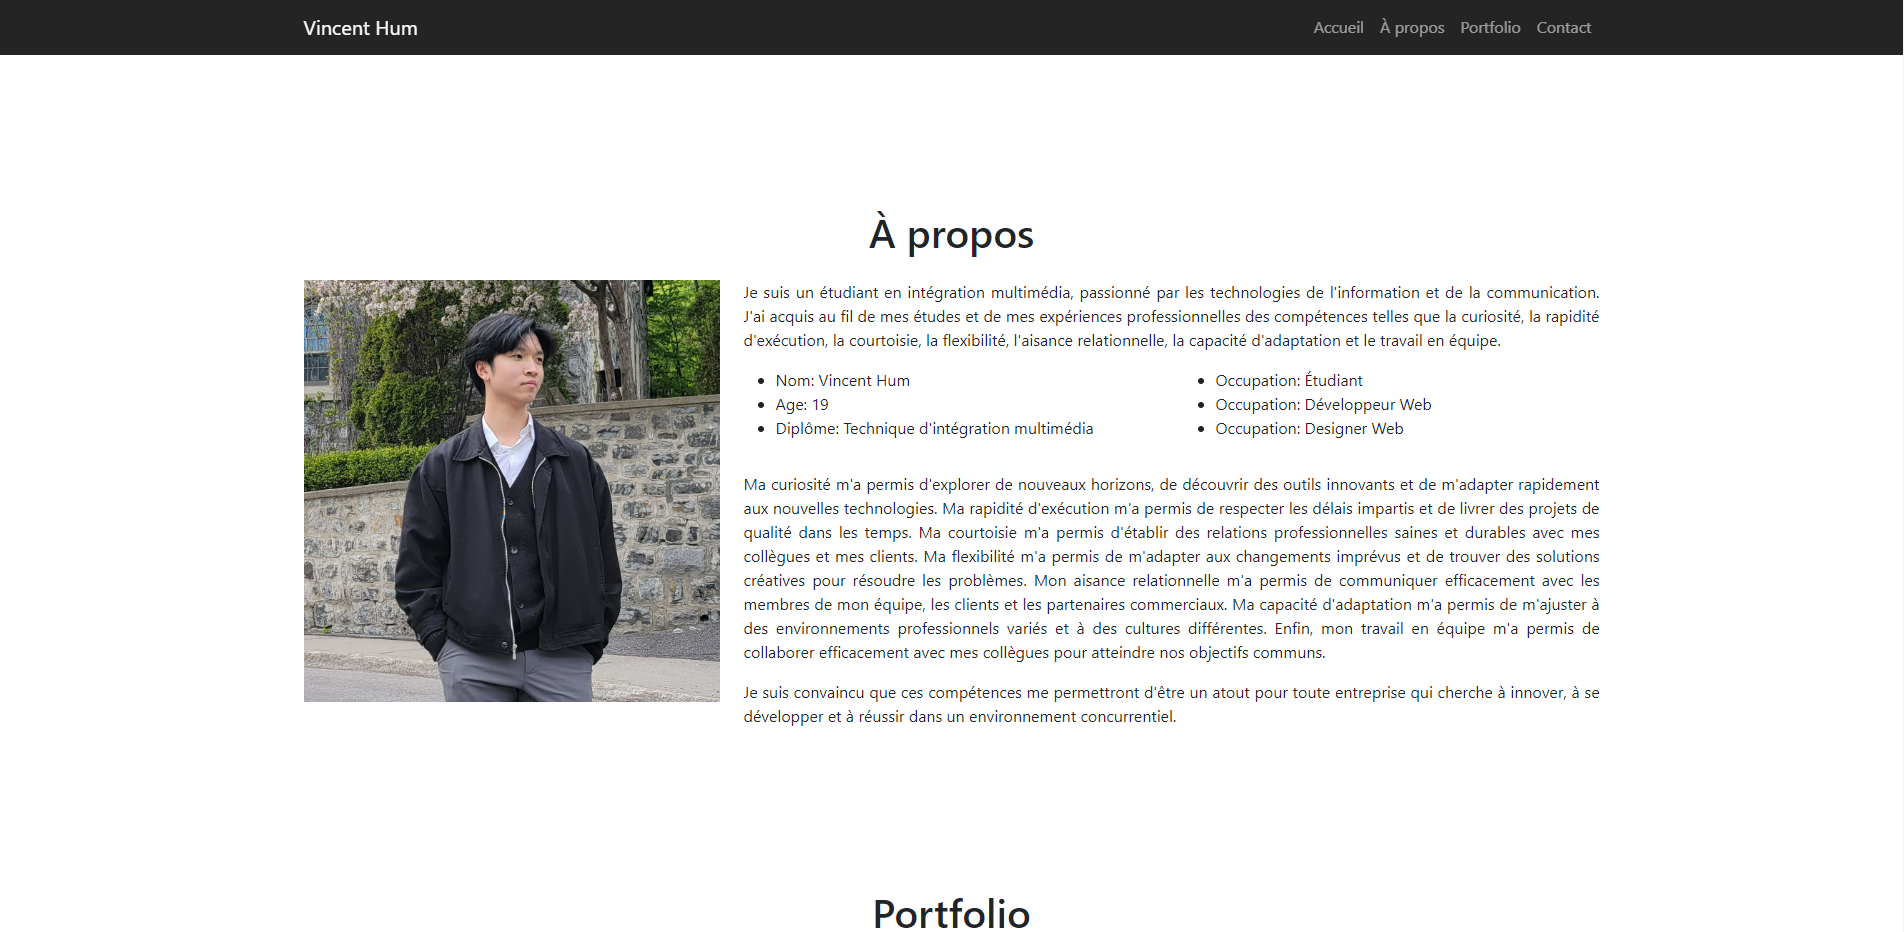 Vincent Hum
Accueil À propos Portfolio Contact
À propos
Je suis un étudiant en intégration multimédia, passionné par les technologies de l'information et de la communication.
J'ai acquis au fil de mes études et de mes expériences professionnelles des compétences telles que la curiosité, la rapidité
d'exécution, la courtoisie, la flexibilité, l'aisance relationnelle, la capacité d'adaptation et le travail en équipe.
Nom: Vincent Hum
Age: 19
Diplôme: Technique d'intégration multimédia
Occupation: Étudiant
Occupation: Développeur Web
Occupation: Designer Web
Ma curiosité m'a permis d'explorer de nouveaux horizons, de découvrir des outils innovants et de m'adapter rapidement
aux nouvelles technologies. Ma rapidité d'exécution m'a permis de respecter les délais impartis et de livrer des projets de
qualité dans les temps. Ma courtoisie m'a permis d'établir des relations professionnelles saines et durables avec mes
collègues et mes clients. Ma flexibilité m'a permis de m'adapter aux changements imprévus et de trouver des solutions
créatives pour résoudre les problèmes. Mon aisance relationnelle m'a permis de communiquer efficacement avec les
membres de mon équipe, les clients et les partenaires commerciaux. Ma capacité d'adaptation m'a permis de m'ajuster à
des environnements professionnels variés et à des cultures différentes. Enfin, mon travail en équipe m'a permis de
collaborer efficacement avec mes collègues pour atteindre nos objectifs communs.
Je suis convaincu que ces compétences me permettront d'être un atout pour toute entreprise qui cherche à innover, à se
développer et à réussir dans un environnement concurrentiel.
Portfolio